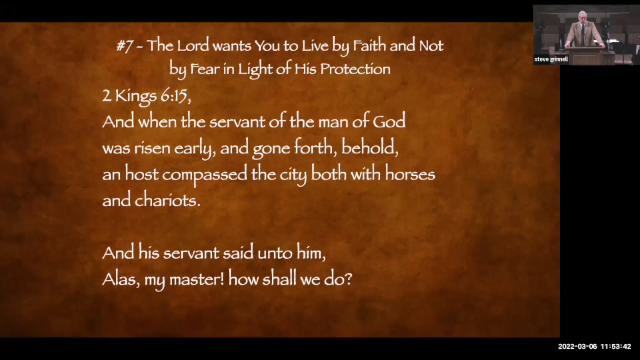 #7 - The Lord wants You to Live by Faith and Not
by Fear in Light of His Protection
2 Kings 6:15,
And when the servant of the man of God
was risen early, and gone forth, behold,
an host compassed the city both with horses
and chariots.
And his servant said unto him,
Alas, my master! how shall we do?
steve grinnell
2022-03-06 11:53:42